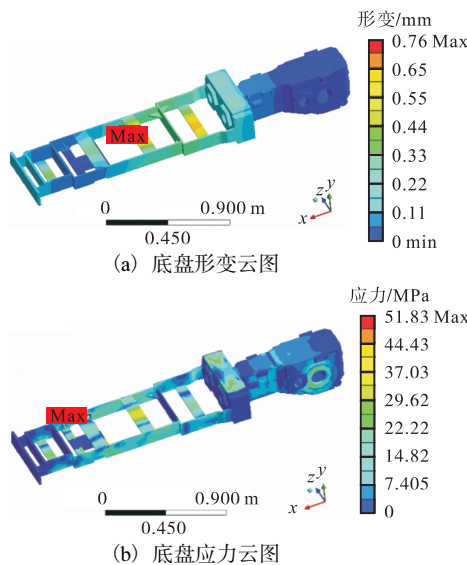 形变/mm
0.76 Max
0.65
0.55
0.44
0.33
0.22
0.11
0 min
Max
0 0.900 m
0.450
z y
x
(a) 底盘形变云图
应力/MPa
51.83 Max
44.43
37.03
29.62
22.22
14.82
7.405
0
Max
0 0.900 m
0.450
z y
x
(b) 底盘应力云图